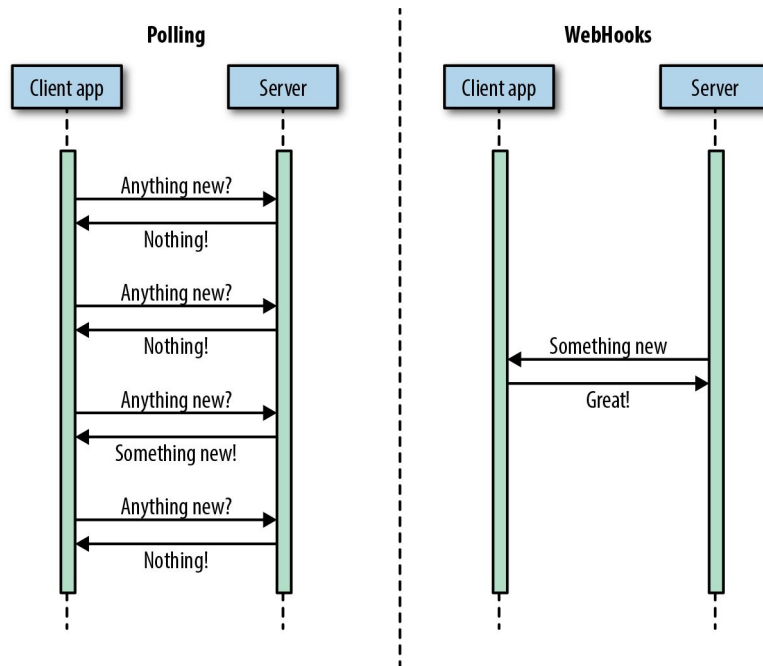 Polling
Client app
Server
Anything new?
Nothing!
Anything new?
Nothing!
Anything new?
Something new!
Anything new?
Nothing!
WebHooks
Client app
Server
Something new
Great!